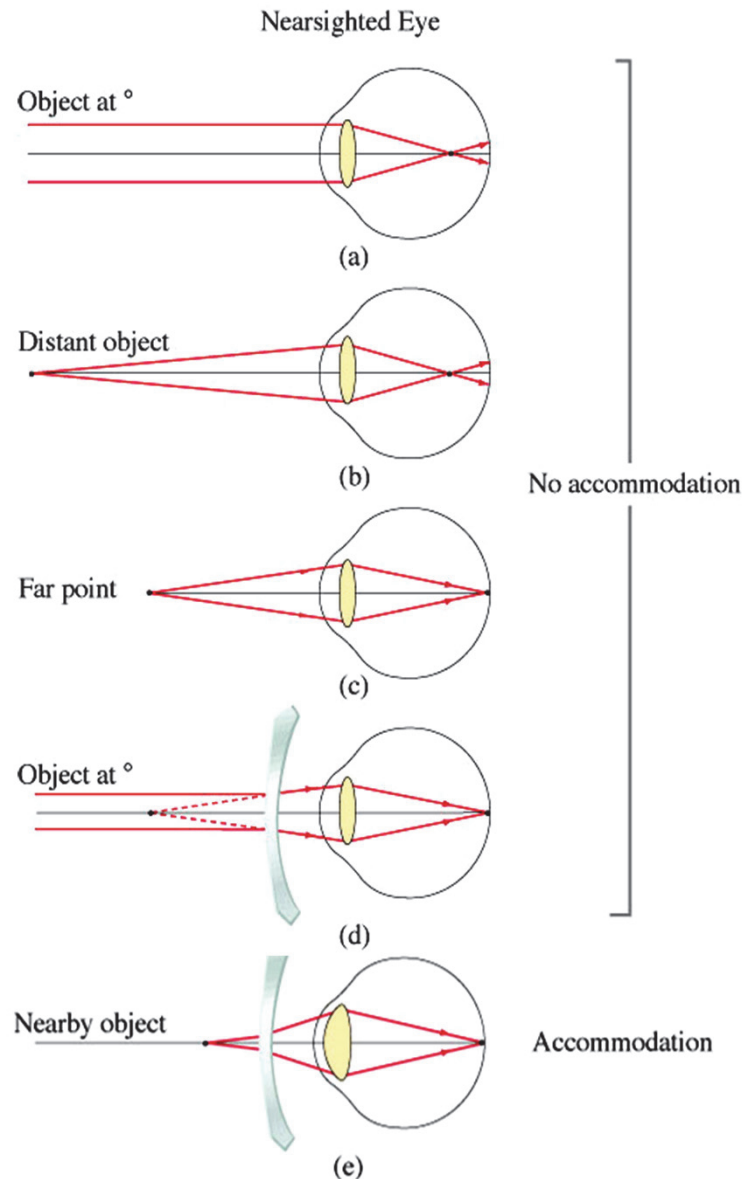 Nearsighted Eye
Object at °
(a)
Distant object
(b)
No accommodation
Far point
(c)
Object at °
(d)
Nearby object
Accommodation
(e)